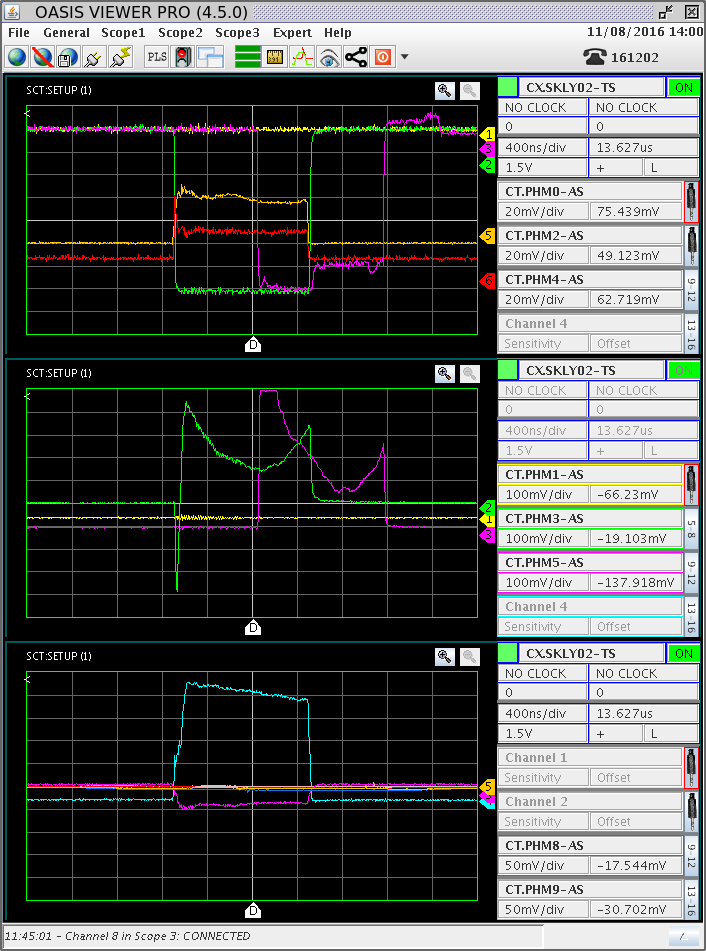 OASIS VIEWER PRO (4.5.0)
File General Scope1 Scope2 Scope3 Expert Help 11/08/2016 14:00
PLS 161202
SCT:SETUP (1)
CX.SKLY02-TS ON
NO CLOCK NO CLOCK
0 0
400ns/div 13.627us
1.5V + L
CT.PHM0-AS
20mV/div 75.439mV
CT.PHM2-AS
20mV/div 49.123mV
CT.PHM4-AS
20mV/div 62.719mV
Channel 4
Sensitivity Offset
9-12
13-16
1
3
2
5
6
D
SCT:SETUP (1)
CX.SKLY02-TS ON
NO CLOCK NO CLOCK
0 0
400ns/div 13.627us
1.5V + L
CT.PHM1-AS
100mV/div -66.23mV
CT.PHM3-AS
100mV/div -19.103mV
CT.PHM5-AS
100mV/div -137.918mV
Channel 4
Sensitivity Offset
5-8
9-12
13-16
2
1
3
D
SCT:SETUP (1)
CX.SKLY02-TS ON
NO CLOCK NO CLOCK
0 0
400ns/div 13.627us
1.5V + L
Channel 1
Sensitivity Offset
Channel 2
Sensitivity Offset
CT.PHM8-AS
50mV/div -17.544mV
CT.PHM9-AS
50mV/div -30.702mV
9-12
13-16
5
D
11:45:01 - Channel 8 in Scope 3: CONNECTED